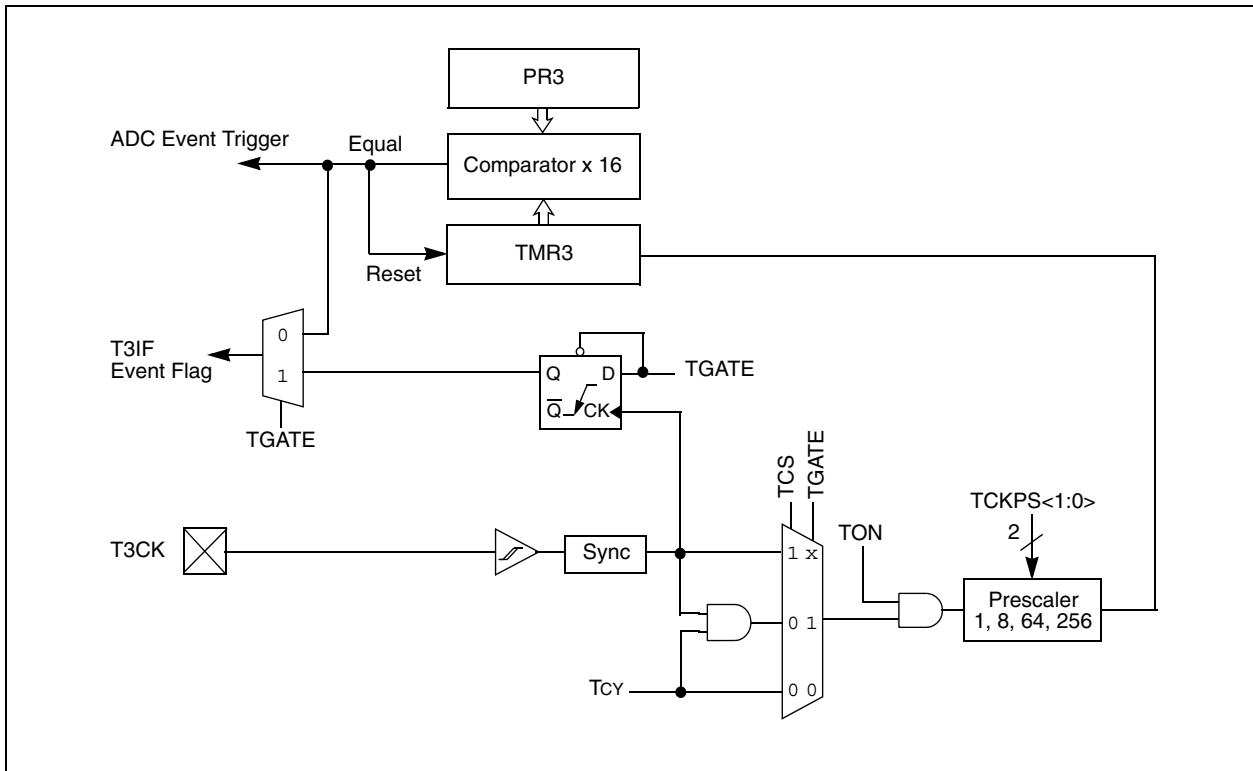 PR3
ADC Event Trigger
Equal
Comparator x 16
TMR3
Reset
0
T3IF
Event Flag
1
TGATE
Q
D
TGATE
Q̅
CK
TCS
TGATE
TCKPS<1:0>
2
T3CK
Sync
1 x
TON
Prescaler
1, 8, 64, 256
0 1
TCY
0 0